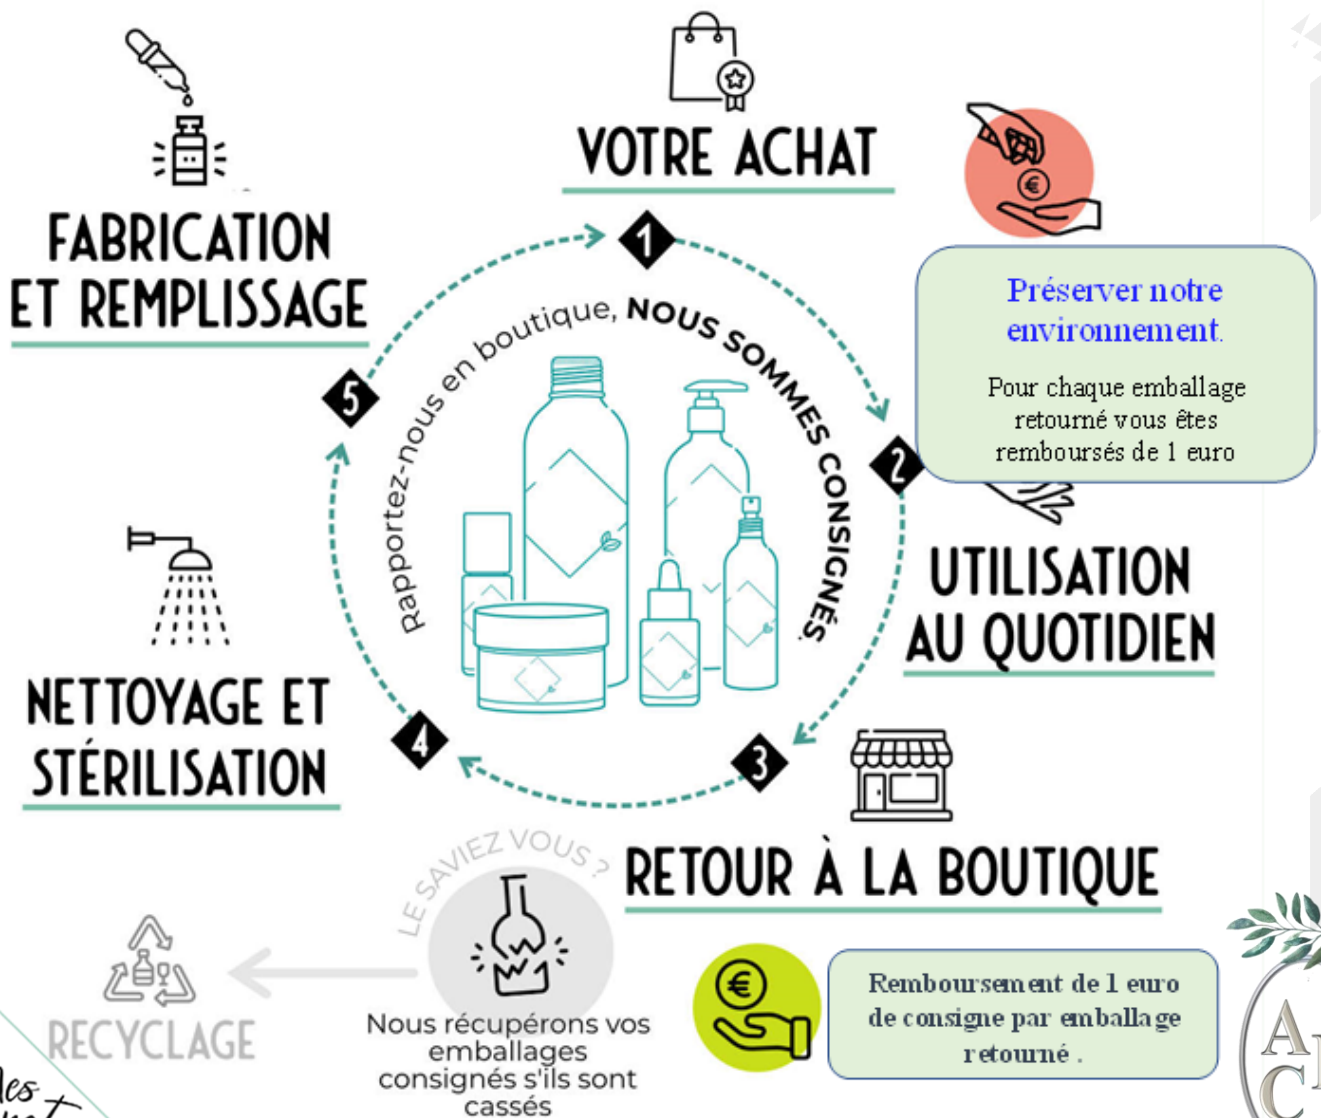 VOTRE ACHAT
1
Préserver notre
environnement.
Pour chaque emballage
retourné vous êtes
remboursés de 1 euro
2
UTILISATION
AU QUOTIDIEN
3
RETOUR À LA BOUTIQUE
€
Remboursement de 1 euro
de consigne par emballage
retourné .
4
NETTOYAGE ET
STÉRILISATION
5
FABRICATION
ET REMPLISSAGE
Rapportez-nous en boutique, NOUS SOMMES CONSIGNÉS.
LE SAVIEZ VOUS ?
Nous récupérons vos
emballages
consignés s'ils sont
cassés
RECYCLAGE
€
A
C